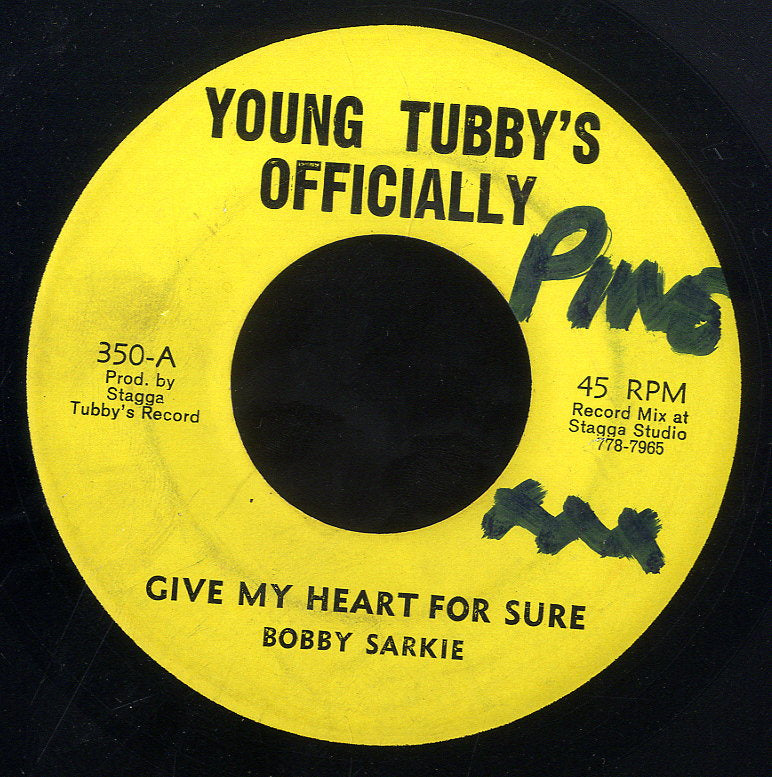 YOUNG TUBBY'S
OFFICIALLY
350-A
Prod. by
Stagga
Tubby's Record
45 RPM
Record Mix at
Stagga Studio
778-7965
GIVE MY HEART FOR SURE
BOBBY SARKIE